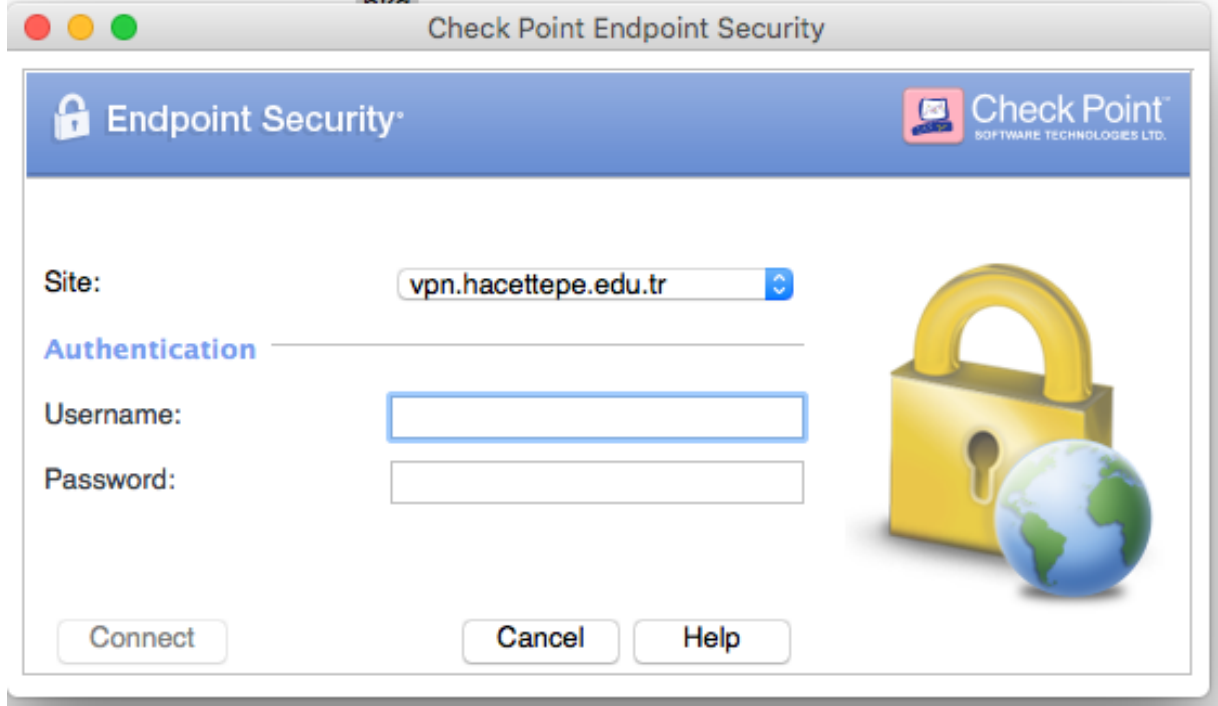 Check Point Endpoint Security
Endpoint Security
Check Point™
SOFTWARE TECHNOLOGIES LTD.
Site:
vpn.hacettepe.edu.tr
Authentication
Username:
Password:
Connect
Cancel
Help